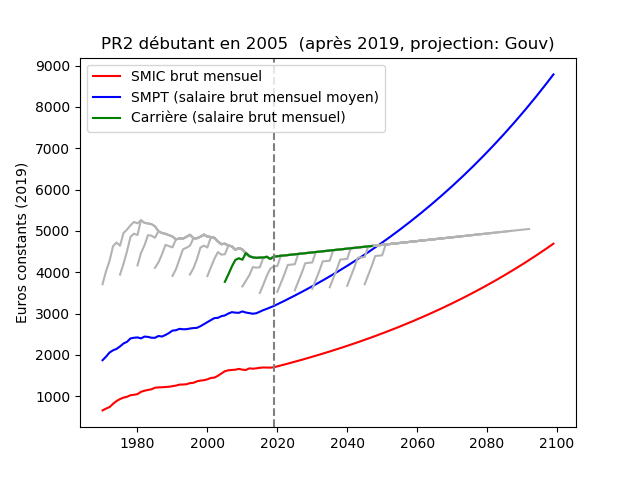 PR2 débutant en 2005  (après 2019, projection: Gouv)
SMIC brut mensuel
SMPT (salaire brut mensuel moyen)
Carrière (salaire brut mensuel)
Euros constants (2019)
9000
8000
7000
6000
5000
4000
3000
2000
1000
1980 2000 2020 2040 2060 2080 2100